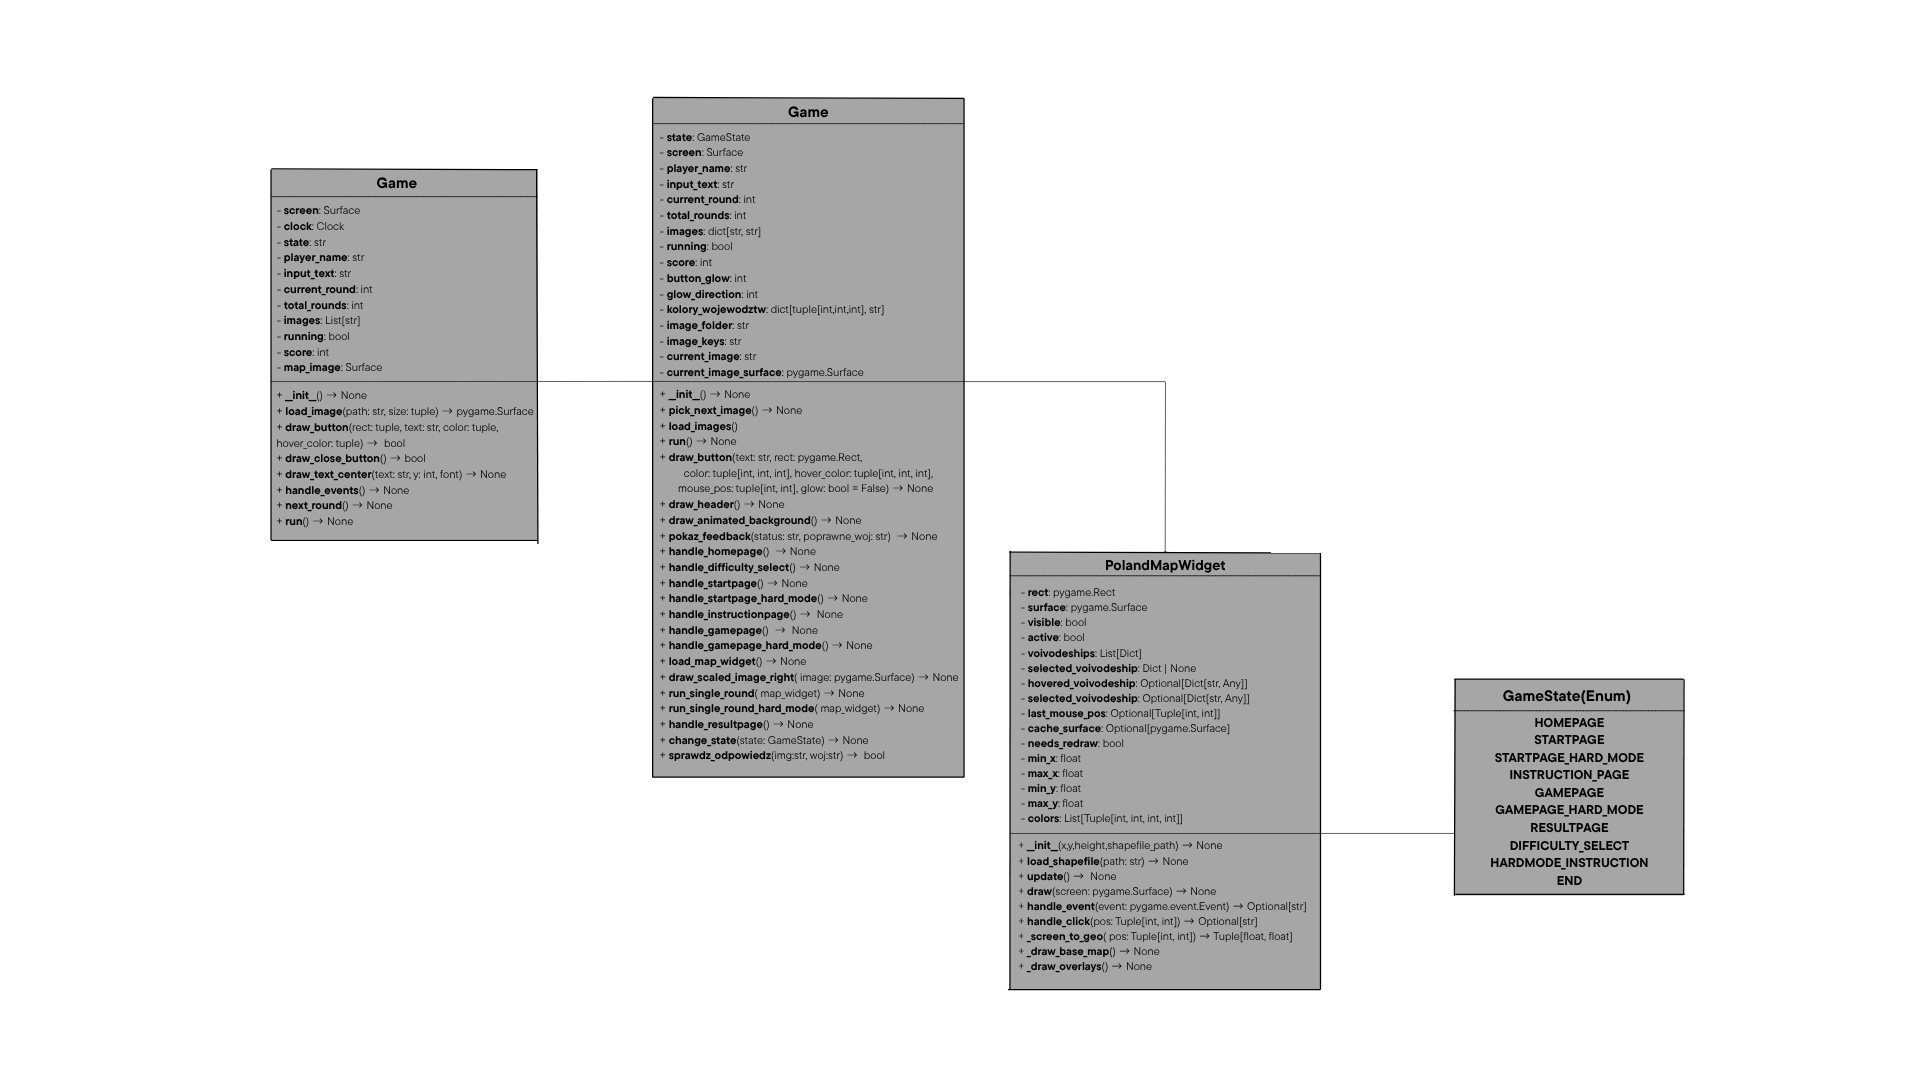 Game
- screen: Surface
- clock: Clock
- state: str
- player_name: str
- input_text: str
- current_round: int
- total_rounds: int
- images: List[str]
- running: bool
- score: int
- map_image: Surface
+ __init__() → None
+ load_image(path: str, size: tuple) → pygame.Surface
+ draw_button(rect: tuple, text: str, color: tuple,
hover_color: tuple) → bool
+ draw_close_button() → bool
+ draw_text_center(text: str, y: int, font) → None
+ handle_events() → None
+ next_round() → None
+ run() → None
Game
- state: GameState
- screen: Surface
- player_name: str
- input_text: str
- current_round: int
- total_rounds: int
- images: dict[str, str]
- running: bool
- score: int
- button_glow: int
- glow_direction: int
- kolory_wojewodztw: dict[tuple[int,int,int], str]
- image_folder: str
- image_keys: str
- current_image: str
- current_image_surface: pygame.Surface
+ __init__() → None
+ pick_next_image() → None
+ load_images()
+ run() → None
+ draw_button(text: str, rect: pygame.Rect,
color: tuple[int, int, int], hover_color: tuple[int, int, int],
mouse_pos: tuple[int, int], glow: bool = False) → None
+ draw_header() → None
+ draw_animated_background() → None
+ pokaz_feedback(status: str, poprawne_woj: str) → None
+ handle_homepage() → None
+ handle_difficulty_select() → None
+ handle_startpage() → None
+ handle_startpage_hard_mode() → None
+ handle_instructionpage() → None
+ handle_gamepage() → None
+ handle_gamepage_hard_mode() → None
+ load_map_widget() → None
+ draw_scaled_image_right( image: pygame.Surface) → None
+ run_single_round( map_widget) → None
+ run_single_round_hard_mode( map_widget) → None
+ handle_resultpage() → None
+ change_state(state: GameState) → None
+ sprawdz_odpowiedz(img:str, woj:str) → bool
PolandMapWidget
- rect: pygame.Rect
- surface: pygame.Surface
- visible: bool
- active: bool
- voivodeships: List[Dict]
- selected_voivodeship: Dict | None
- hovered_voivodeship: Optional[Dict[str, Any]]
- selected_voivodeship: Optional[Dict[str, Any]]
- last_mouse_pos: Optional[Tuple[int, int]]
- cache_surface: Optional[pygame.Surface]
- needs_redraw: bool
- min_x: float
- max_x: float
- min_y: float
- max_y: float
- colors: List[Tuple[int, int, int, int]]
+ __init__(x,y,height,shapefile_path) → None
+ load_shapefile(path: str) → None
+ update() → None
+ draw(screen: pygame.Surface) → None
+ handle_event(event: pygame.event.Event) → Optional[str]
+ handle_click(pos: Tuple[int, int]) → Optional[str]
+ _screen_to_geo( pos: Tuple[int, int]) → Tuple[float, float]
+ _draw_base_map() → None
+ _draw_overlays() → None
GameState(Enum)
HOMEPAGE
STARTPAGE
STARTPAGE_HARD_MODE
INSTRUCTION_PAGE
GAMEPAGE
GAMEPAGE_HARD_MODE
RESULTPAGE
DIFFICULTY_SELECT
HARDMODE_INSTRUCTION
END